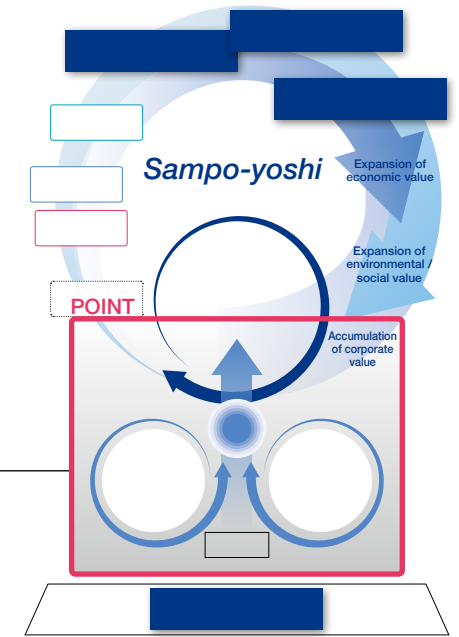 Sampo-yoshi
Expansion of
economic value
Expansion of
environmental /
social value
POINT
Accumulation
of corporate
value